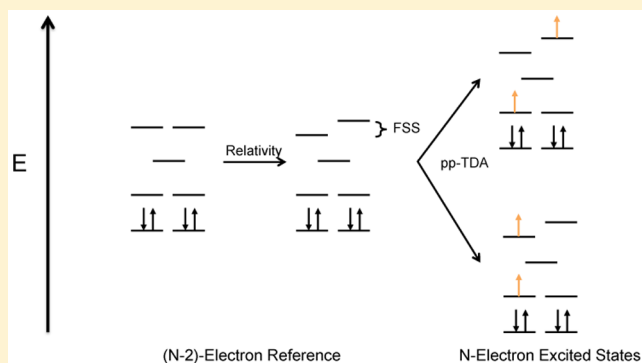 E
Relativity
FSS
pp-TDA
(N-2)-Electron Reference
N-Electron Excited States